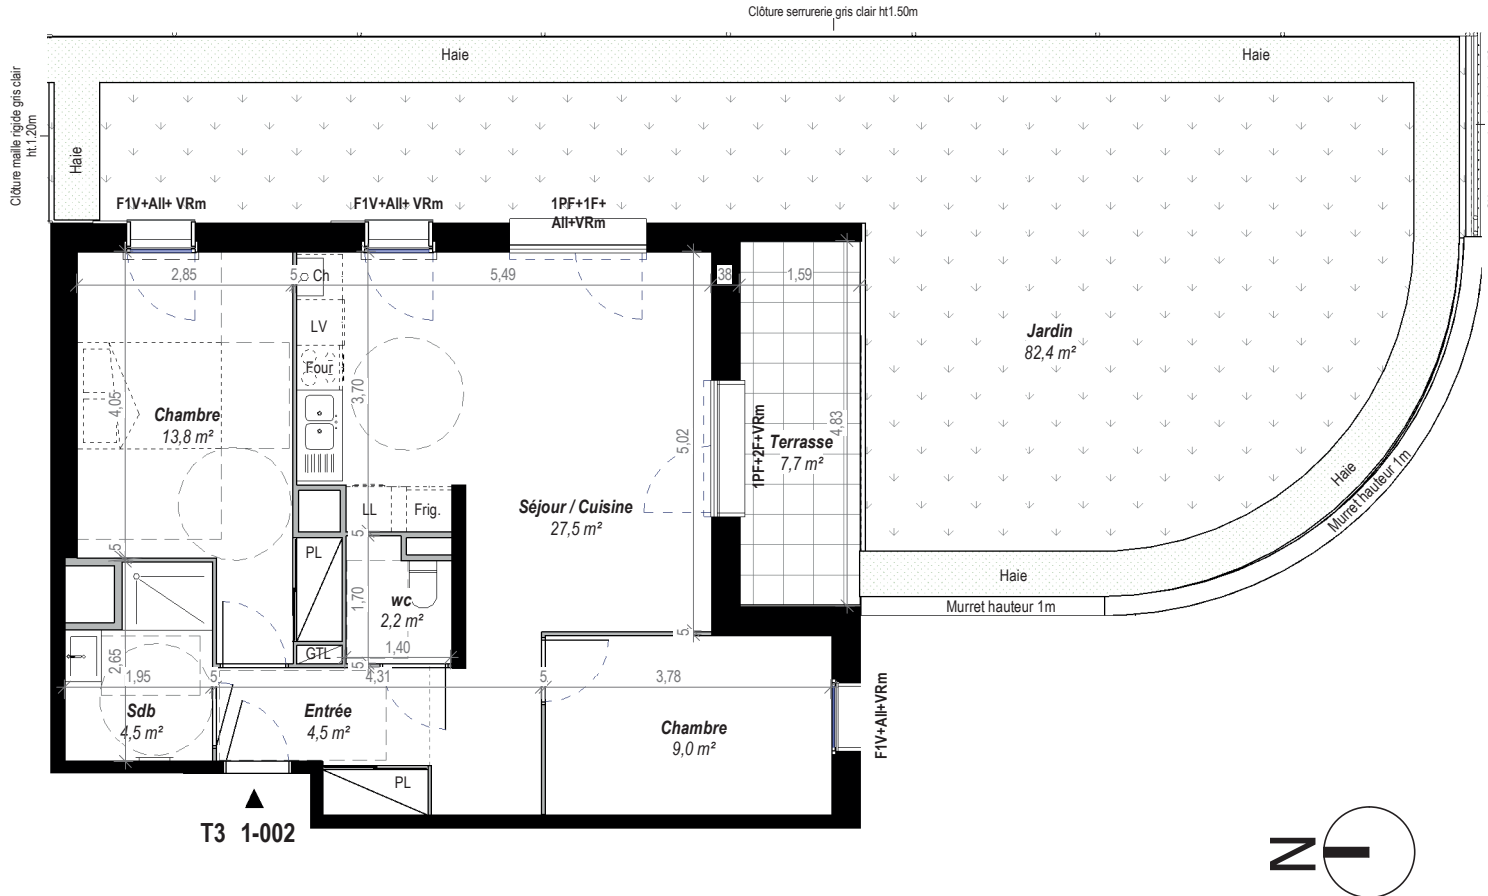 Clôture serrurerie gris clair ht1.50m
Haie
Haie
Clôture maille rigide gris clair
ht.1.20m
Haie
F1V+All+ VRm
F1V+All+ VRm
1PF+1F+
All+VRm
2,85
5
Ch
5,49
38
1,59
LV
Four
Jardin
82,4 m²
4,05
3,70
Chambre
13,8 m²
5,02
1PF+2F+VRm
4,83
Terrasse
7,7 m²
Haie
Murret hauteur 1m
LL
Frig.
Séjour / Cuisine
27,5 m²
5
5
PL
Haie
1,70
wc
2,2 m²
Murret hauteur 1m
5
GTL
1,40
5
2,65
1,95
5
4,31
5
3,78
Sdb
4,5 m²
Entrée
4,5 m²
Chambre
9,0 m²
F1V+All+VRm
PL
T3 1-002
N